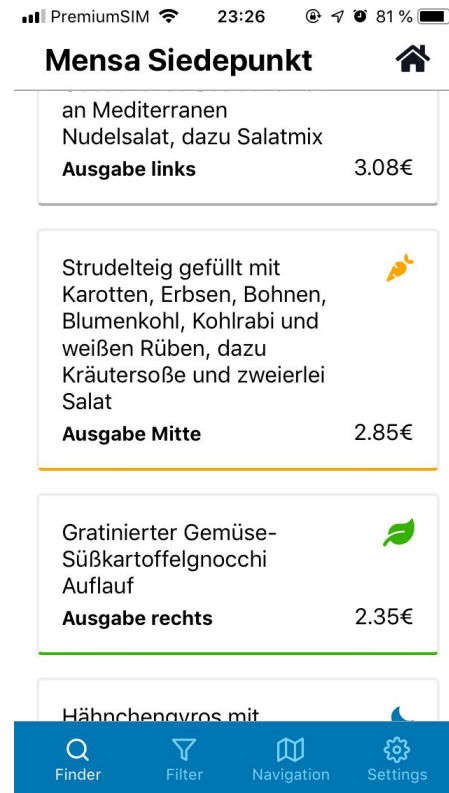 PremiumSIM 23:26 81 %
Mensa Siedepunkt
an Mediterranen
Nudelsalat, dazu Salatmix
Ausgabe links 3.08€
Strudelteig gefüllt mit
Karotten, Erbsen, Bohnen,
Blumenkohl, Kohlrabi und
weißen Rüben, dazu
Kräutersoße und zweierlei
Salat
Ausgabe Mitte 2.85€
Gratinierter Gemüse-
Süßkartoffelgnocchi
Auflauf
Ausgabe rechts 2.35€
Hähnchengyros mit
Finder Filter Navigation Settings